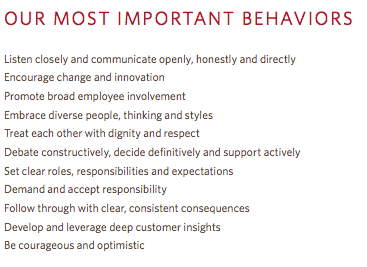 OUR MOST IMPORTANT BEHAVIORS
Listen closely and communicate openly, honestly and directly
Encourage change and innovation
Promote broad employee involvement
Embrace diverse people, thinking and styles
Treat each other with dignity and respect
Debate constructively, decide definitively and support actively
Set clear roles, responsibilities and expectations
Demand and accept responsibility
Follow through with clear, consistent consequences
Develop and leverage deep customer insights
Be courageous and optimistic